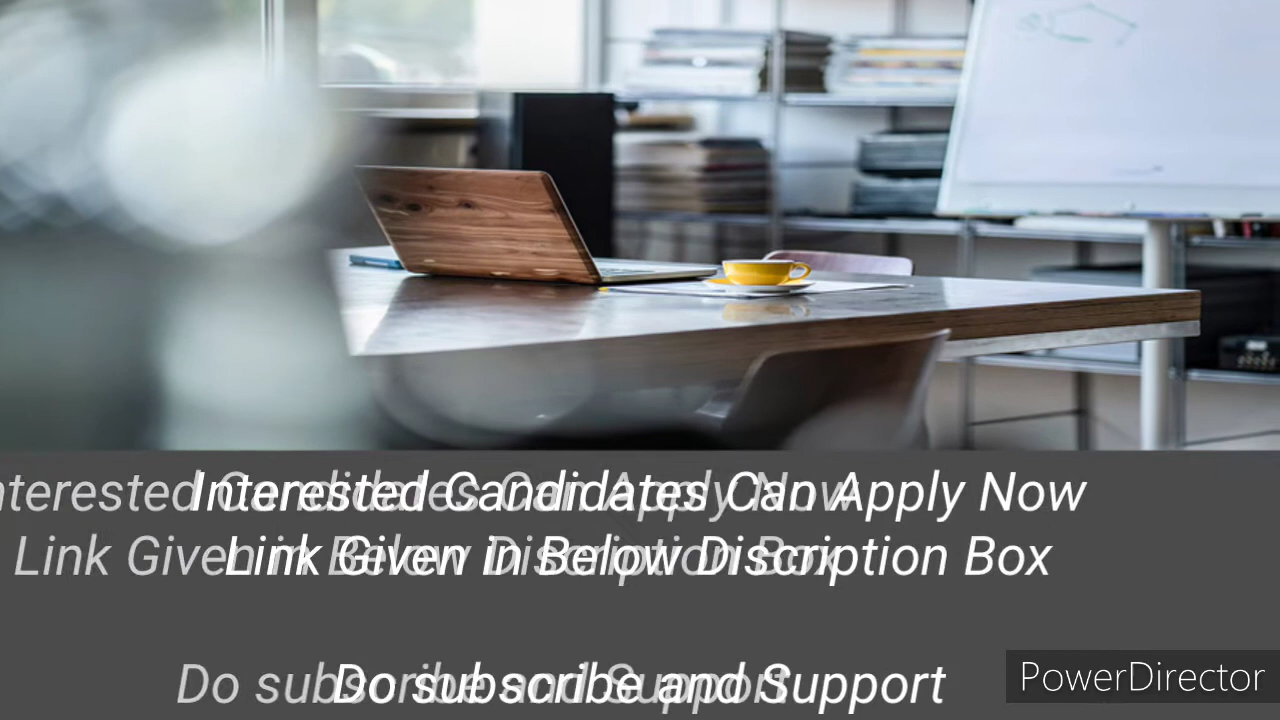 Interested Candidates Can Apply Now
Link Given in Below Discription Box
Do subscribe and Support
PowerDirector